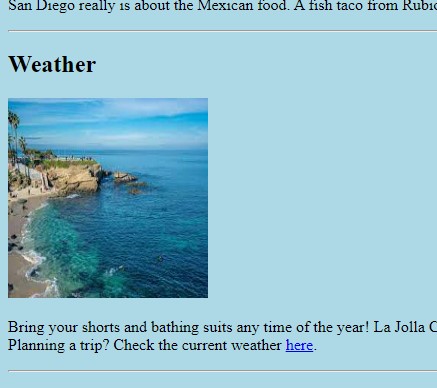 San Diego really is about the Mexican food. A fish taco from
Weather
Bring your shorts and bathing suits any time of the year! La Jolla
Planning a trip? Check the current weather here.